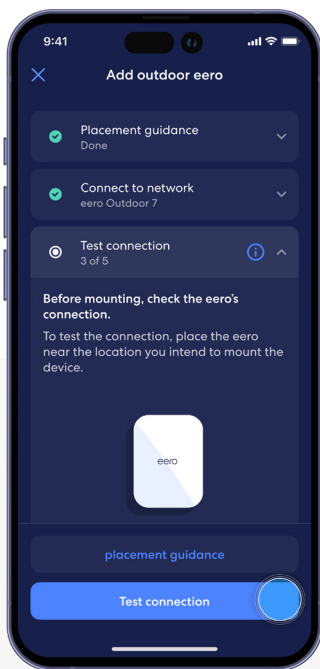 9:41
Add outdoor eero
Placement guidance
Done
Connect to network
eero Outdoor 7
Test connection
3 of 5
Before mounting, check the eero's
connection.
To test the connection, place the eero
near the location you intend to mount the
device.
eero
placement guidance
Test connection